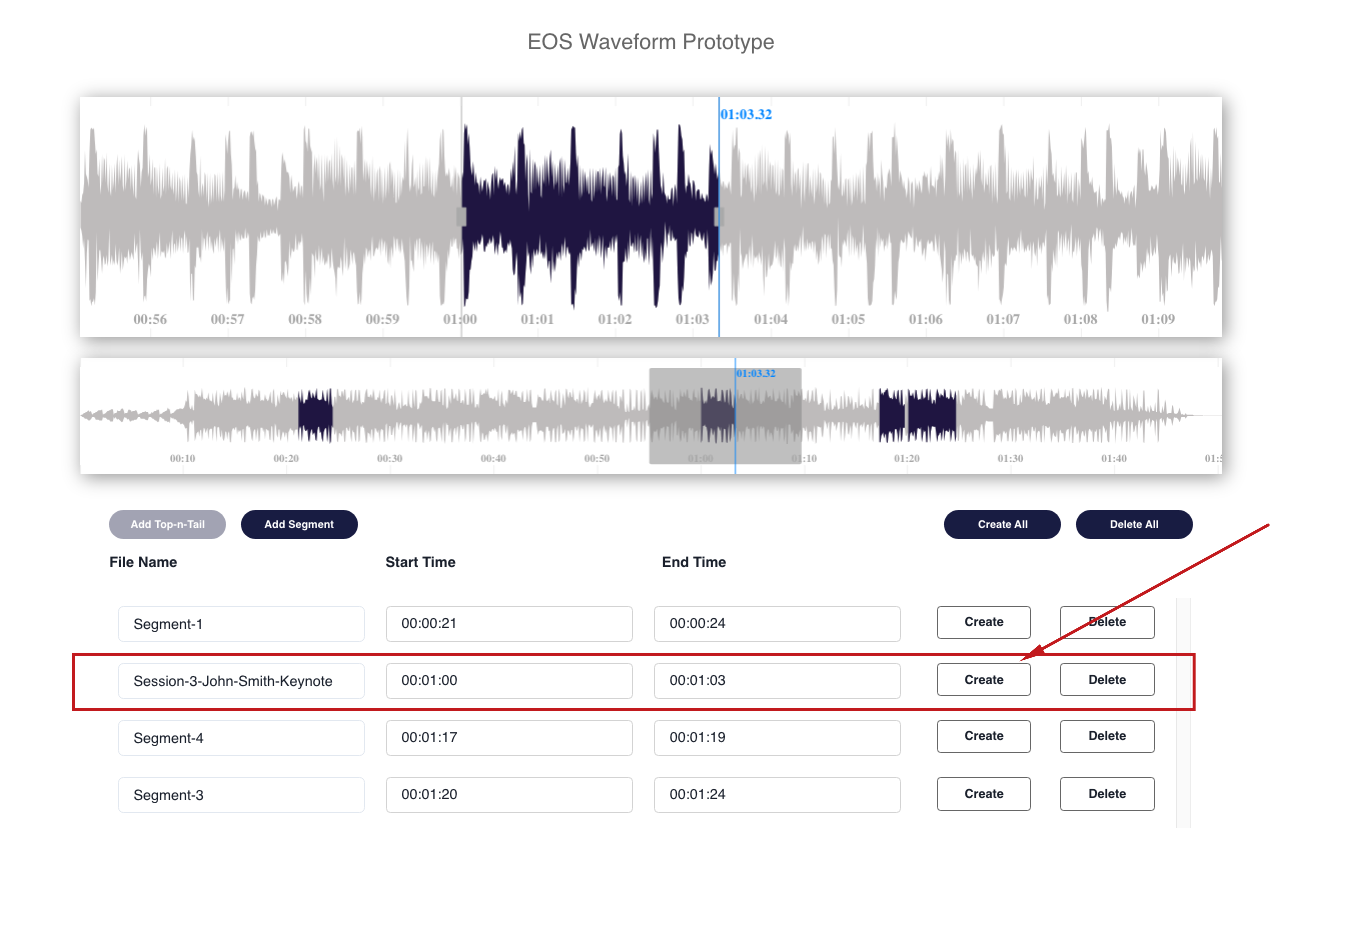 EOS Waveform Prototype
01:03.32
00:56 00:57 00:58 00:59 01:00 01:01 01:02 01:03 01:04 01:05 01:06 01:07 01:08 01:09
01:03.32
00:10 00:20 00:30 00:40 00:50 01:00 01:10 01:20 01:30 01:40
Add Top-n-Tail Add Segment Create All Delete All
File Name Start Time End Time
Segment-1 00:00:21 00:00:24 Create Delete
Session-3-John-Smith-Keynote 00:01:00 00:01:03 Create Delete
Segment-4 00:01:17 00:01:19 Create Delete
Segment-3 00:01:20 00:01:24 Create Delete